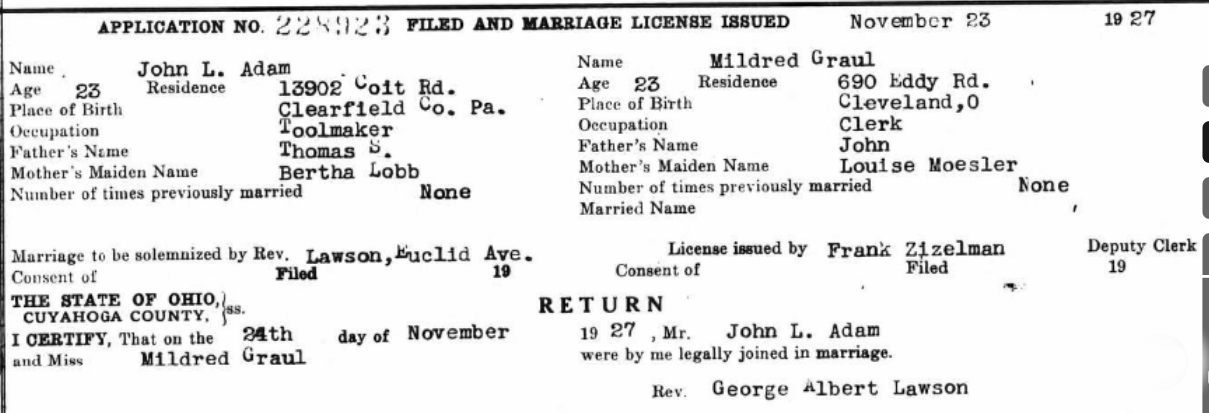 APPLICATION NO. 228923 FILED AND MARRIAGE LICENSE ISSUED November 23 19 27
Name John L. Adam
Age 23 Residence 13902 Coit Rd.
Place of Birth Clearfield Co. Pa.
Occupation Toolmaker
Father's Name Thomas S.
Mother's Maiden Name Bertha Lobb
Number of times previously married None
Name Mildred Graul
Age 23 Residence 690 Eddy Rd.
Place of Birth Cleveland,O
Occupation Clerk
Father's Name John
Mother's Maiden Name Louise Moesler
Number of times previously married None
Married Name
Marriage to be solemnized by Rev. Lawson,Euclid Ave. License issued by Frank Zizelman Deputy Clerk
Consent of Filed 19 Consent of Filed 19
THE STATE OF OHIO,
CUYAHOGA COUNTY, } ss.
RETURN
I CERTIFY, That on the 24th day of November 19 27 , Mr. John L. Adam
and Miss Mildred Graul were by me legally joined in marriage.
Rev. George Albert Lawson